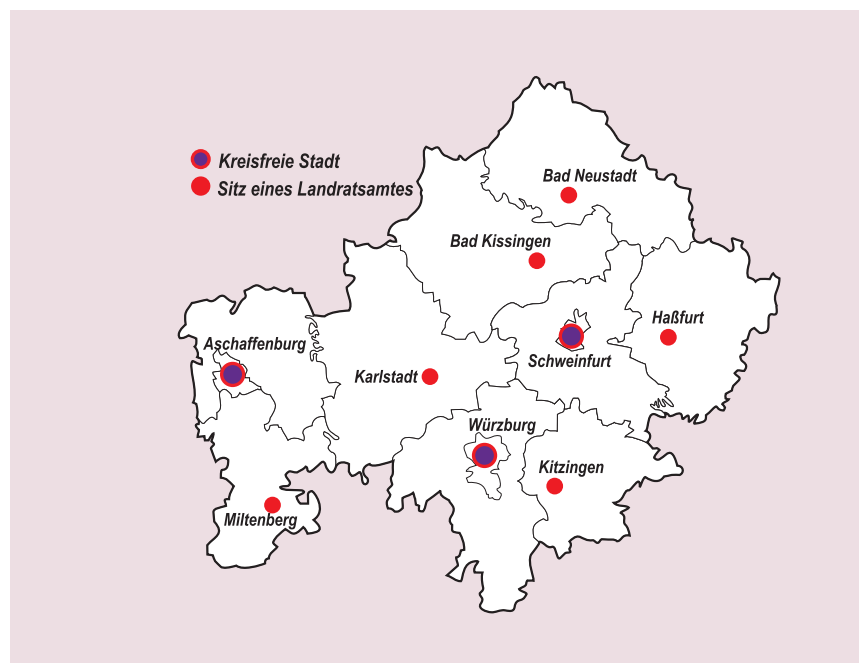 Kreisfreie Stadt
Sitz eines Landratsamtes
Bad Neustadt
Bad Kissingen
Haßfurt
Aschaffenburg
Schweinfurt
Karlstadt
Würzburg
Kitzingen
Miltenberg